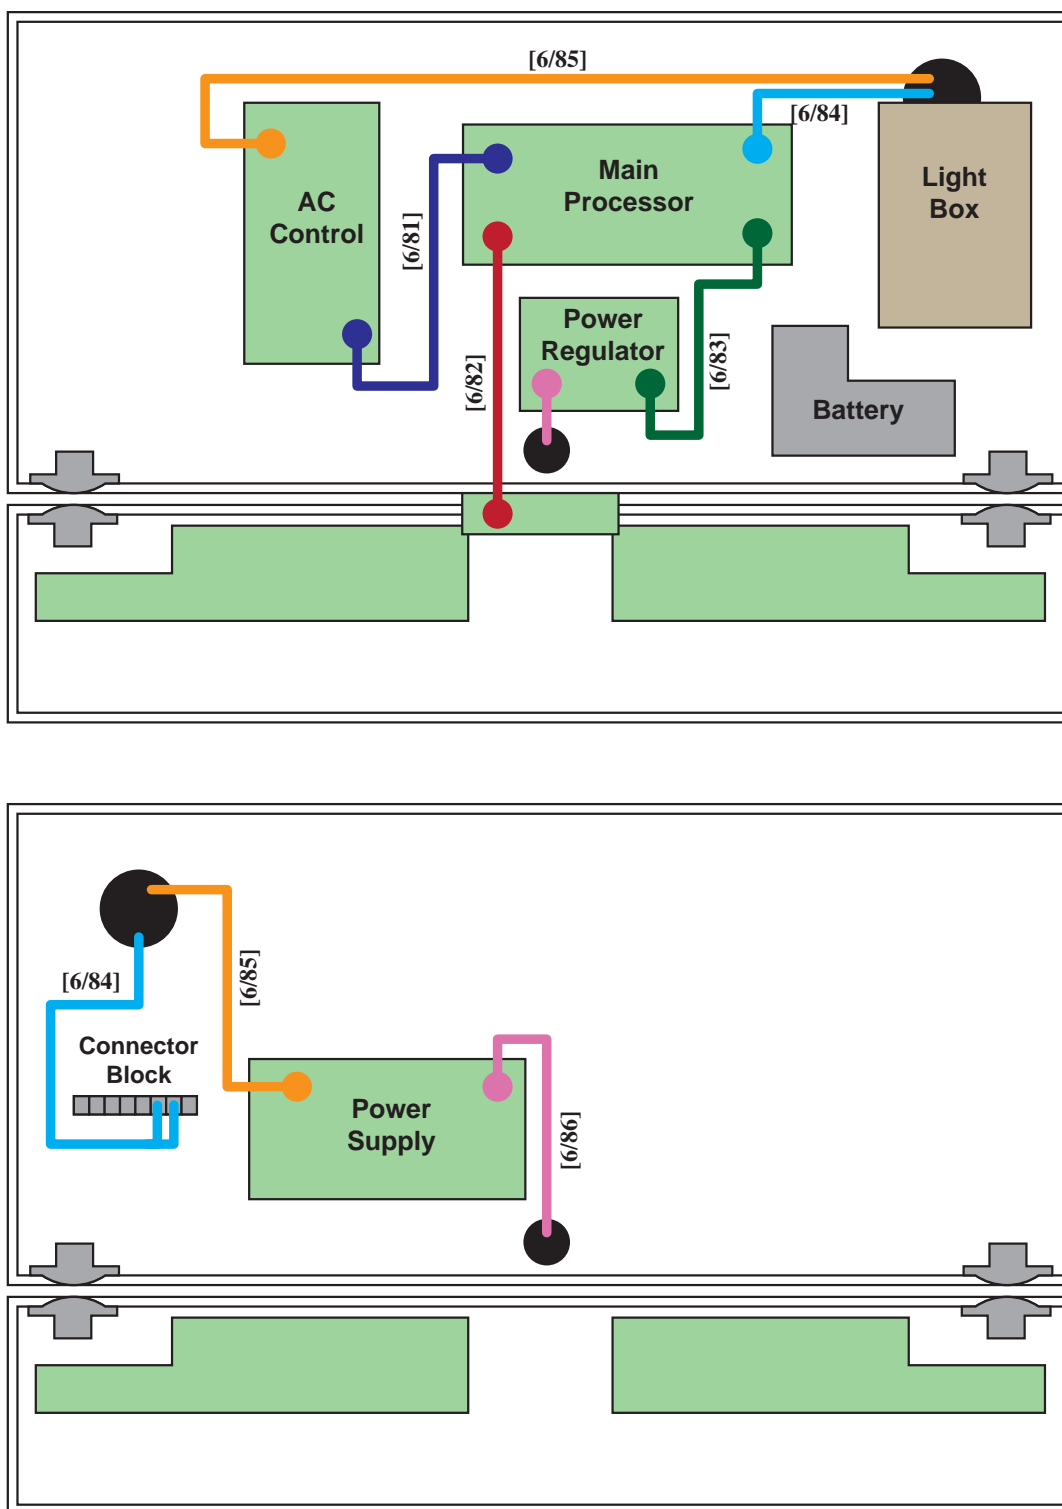 [6/85]
[6/84]
AC
Control
[6/81]
Main
Processor
Light
Box
[6/82]
Power
Regulator
[6/83]
Battery
[6/84]
[6/85]
Connector
Block
Power
Supply
[6/86]